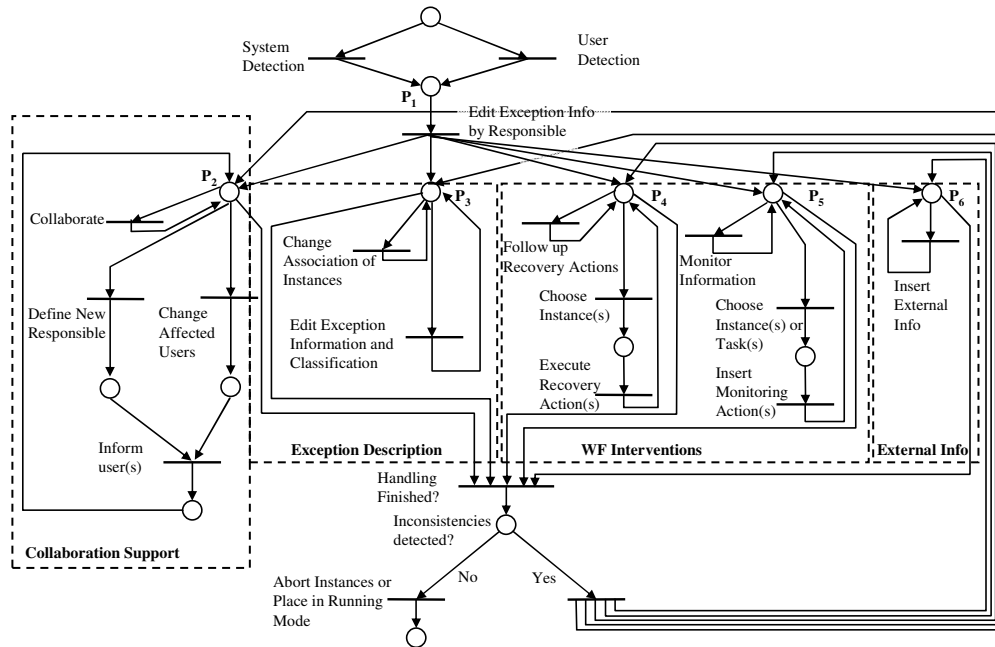 System
Detection
User
Detection
P1
Edit Exception Info
by Responsible
P2
P3
P4
P5
P6
Collaborate
Change
Association of
Instances
Follow up
Recovery Actions
Monitor
Information
Insert
External
Info
Define New
Responsible
Change
Affected
Users
Edit Exception
Information and
Classification
Choose
Instance(s)
Execute
Recovery
Action(s)
Choose
Instance(s) or
Task(s)
Insert
Monitoring
Action(s)
Inform
user(s)
Exception Description
WF Interventions
External Info
Handling
Finished?
Inconsistencies
detected?
Collaboration Support
No
Yes
Abort Instances or
Place in Running
Mode